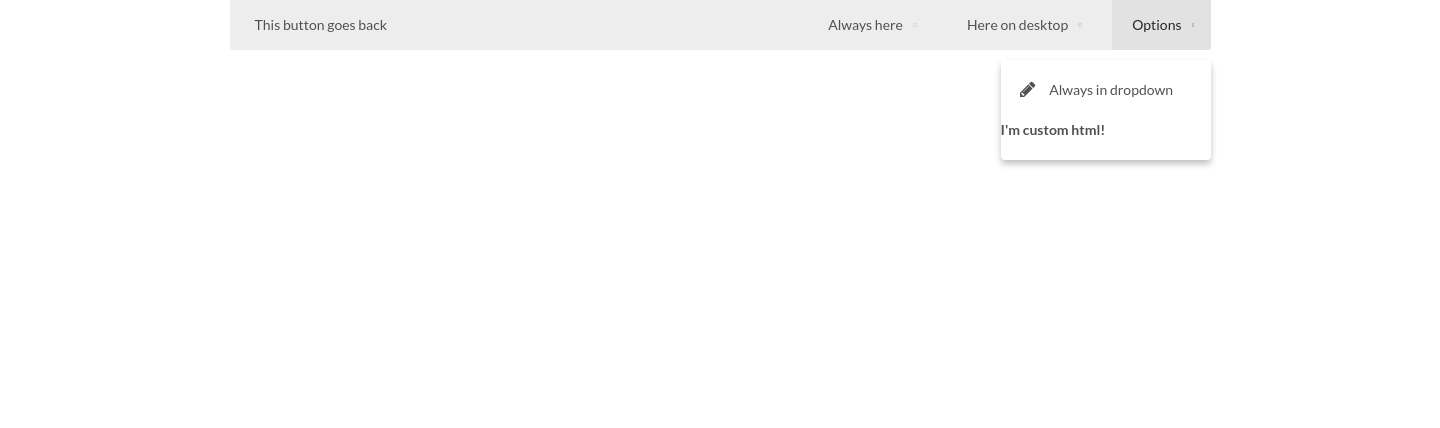 This button goes back Always here Here on desktop Options
Always in dropdown
I'm custom html!